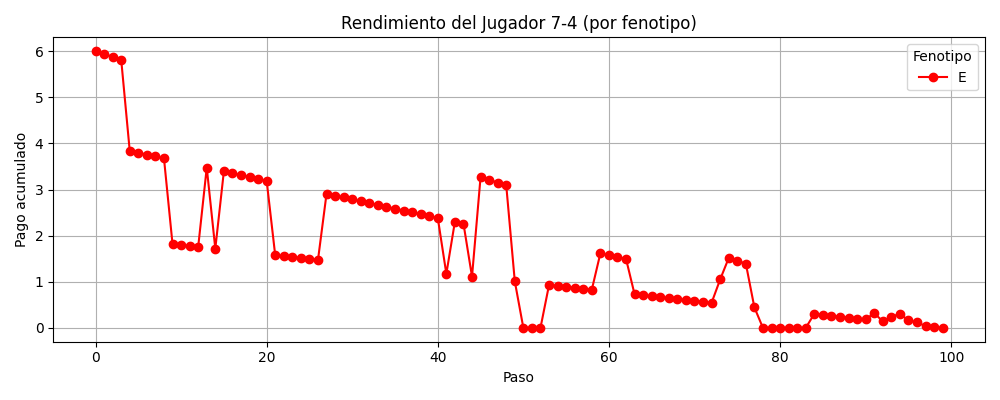 Rendimiento del Jugador 7-4 (por fenotipo)
Fenotipo
E
Pago acumulado
6
5
4
3
2
1
0
0 20 40 60 80 100
Paso